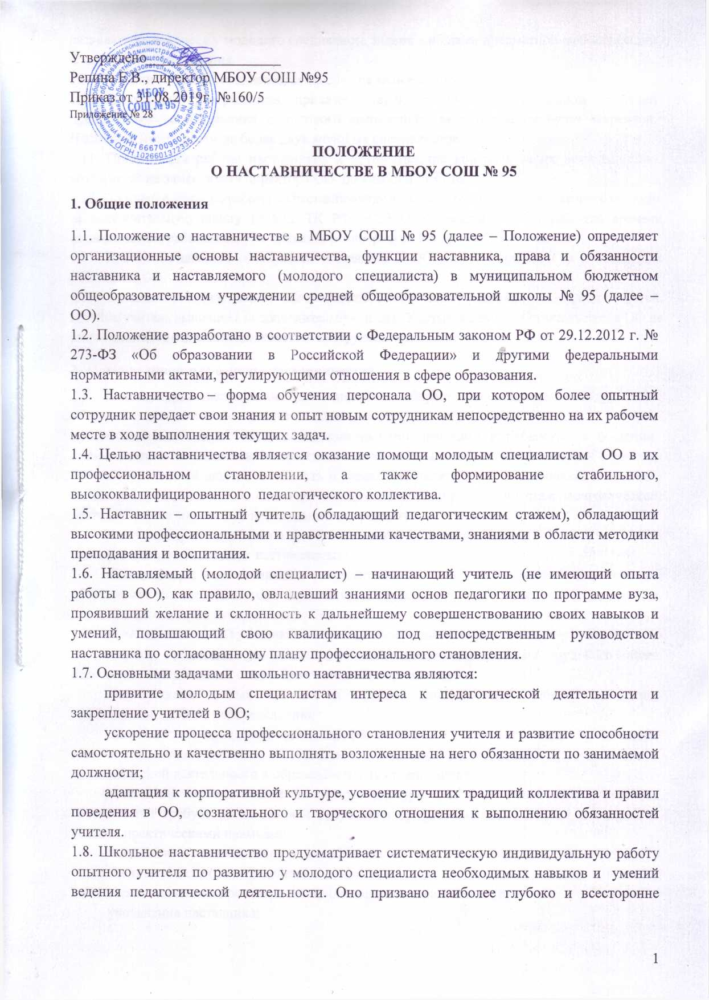 Утверждено
Репина Е.В., директор МБОУ СОШ №95
Приказ от 31.08.2019г. №160/5
Приложение № 28
МБОУ
СОШ № 95
ИНН 6667009602
ОГРН 1026601372335
ПОЛОЖЕНИЕ
О НАСТАВНИЧЕСТВЕ В МБОУ СОШ № 95
1. Общие положения
1.1. Положение о наставничестве в МБОУ СОШ № 95 (далее – Положение) определяет
организационные основы наставничества, функции наставника, права и обязанности
наставника и наставляемого (молодого специалиста) в муниципальном бюджетном
общеобразовательном учреждении средней общеобразовательной школы № 95 (далее –
ОО).
1.2. Положение разработано в соответствии с Федеральным законом РФ от 29.12.2012 г. №
273-ФЗ «Об образовании в Российской Федерации» и другими федеральными
нормативными актами, регулирующими отношения в сфере образования.
1.3. Наставничество – форма обучения персонала ОО, при котором более опытный
сотрудник передает свои знания и опыт новым сотрудникам непосредственно на их рабочем
месте в ходе выполнения текущих задач.
1.4. Целью наставничества является оказание помощи молодым специалистам ОО в их
профессиональном становлении, а также формирование стабильного,
высококвалифицированного педагогического коллектива.
1.5. Наставник – опытный учитель (обладающий педагогическим стажем), обладающий
высокими профессиональными и нравственными качествами, знаниями в области методики
преподавания и воспитания.
1.6. Наставляемый (молодой специалист) – начинающий учитель (не имеющий опыта
работы в ОО), как правило, овладевший знаниями основ педагогики по программе вуза,
проявивший желание и склонность к дальнейшему совершенствованию своих навыков и
умений, повышающий свою квалификацию под непосредственным руководством
наставника по согласованному плану профессионального становления.
1.7. Основными задачами школьного наставничества являются:
привитие молодым специалистам интереса к педагогической деятельности и
закрепление учителей в ОО;
ускорение процесса профессионального становления учителя и развитие способности
самостоятельно и качественно выполнять возложенные на него обязанности по занимаемой
должности;
адаптация к корпоративной культуре, усвоение лучших традиций коллектива и правил
поведения в ОО, сознательного и творческого отношения к выполнению обязанностей
учителя.
1.8. Школьное наставничество предусматривает систематическую индивидуальную работу
опытного учителя по развитию у молодого специалиста необходимых навыков и умений
ведения педагогической деятельности. Оно призвано наиболее глубоко и всесторонне
1